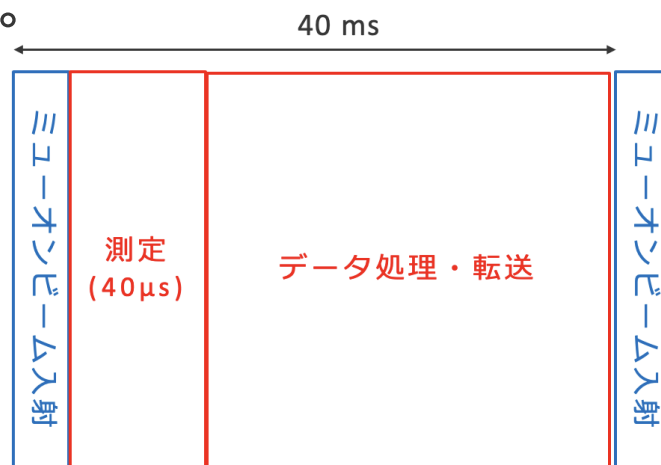 。
40 ms
ミューオンビーム入射
測定
(40μs)
データ処理・転送
ミューオンビーム入射